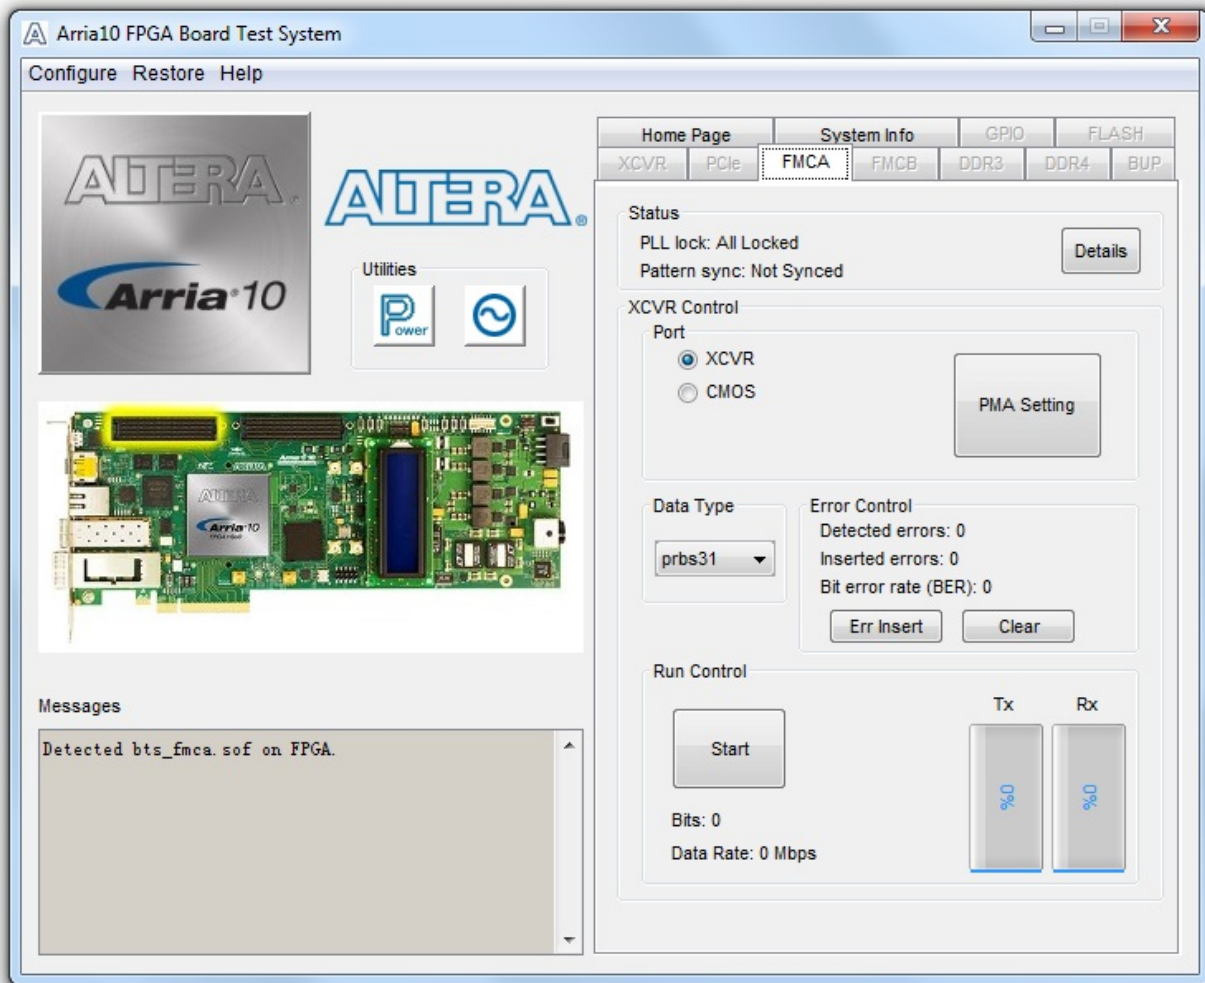 Arria10 FPGA Board Test System
Configure Restore Help
ALTERA®
Arria® 10
ALTERA®
Utilities
Power
ALTERA
Arria 10
Messages
Detected bts_fmca.sof on FPGA.
Home Page System Info GPIO FLASH
XCVR PCIe FMCA FMCB DDR3 DDR4 BUP
Status
PLL lock: All Locked
Pattern sync: Not Synced
Details
XCVR Control
Port
XCVR
CMOS
PMA Setting
Data Type
prbs31
Error Control
Detected errors: 0
Inserted errors: 0
Bit error rate (BER): 0
Err Insert Clear
Run Control
Start
Bits: 0
Data Rate: 0 Mbps
Tx Rx
0% 0%